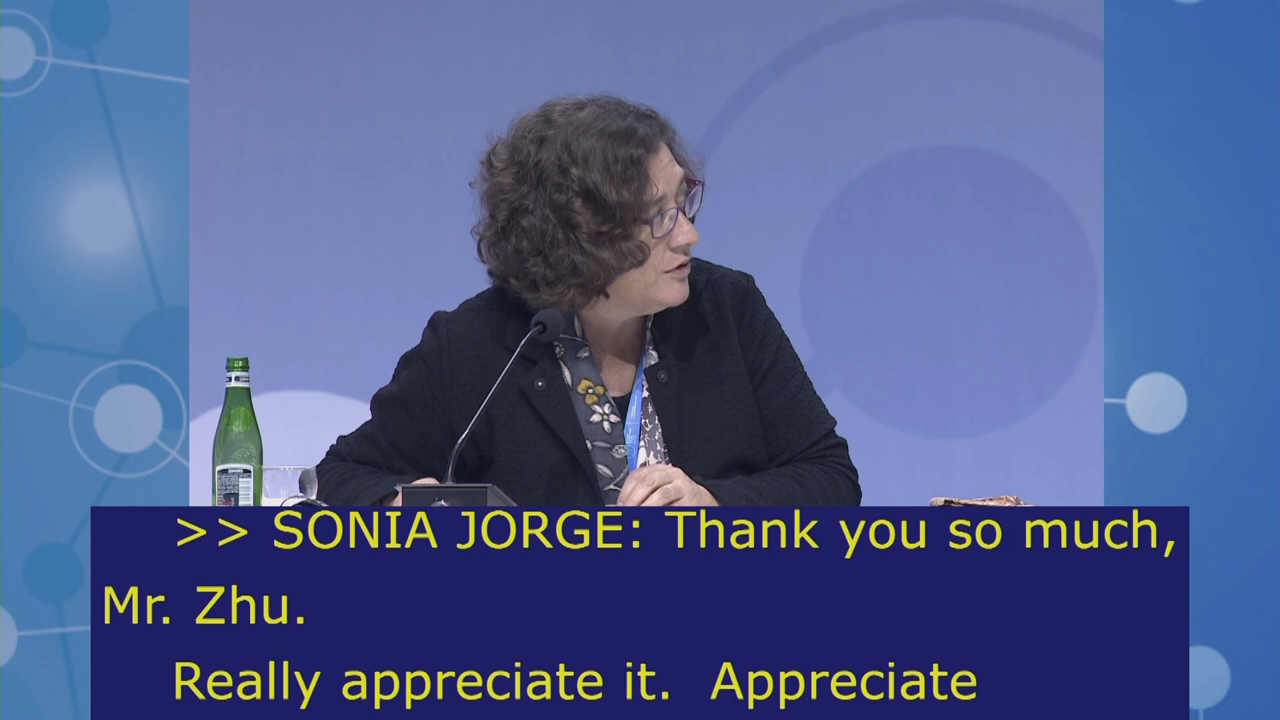 >> SONIA JORGE: Thank you so much,
Mr. Zhu.
Really appreciate it.  Appreciate